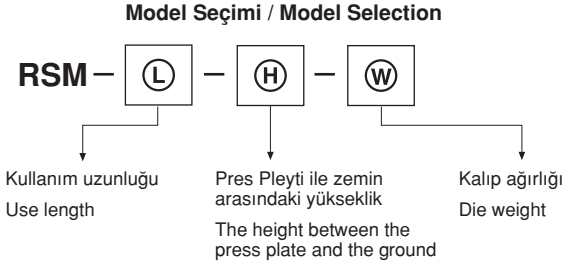 Model Seçimi / Model Selection
RSM – L – H – W
Kullanım uzunluğu
Use length
Pres Pleyti ile zemin
arasındaki yükseklik
The height between the
press plate and the ground
Kalıp ağırlığı
Die weight